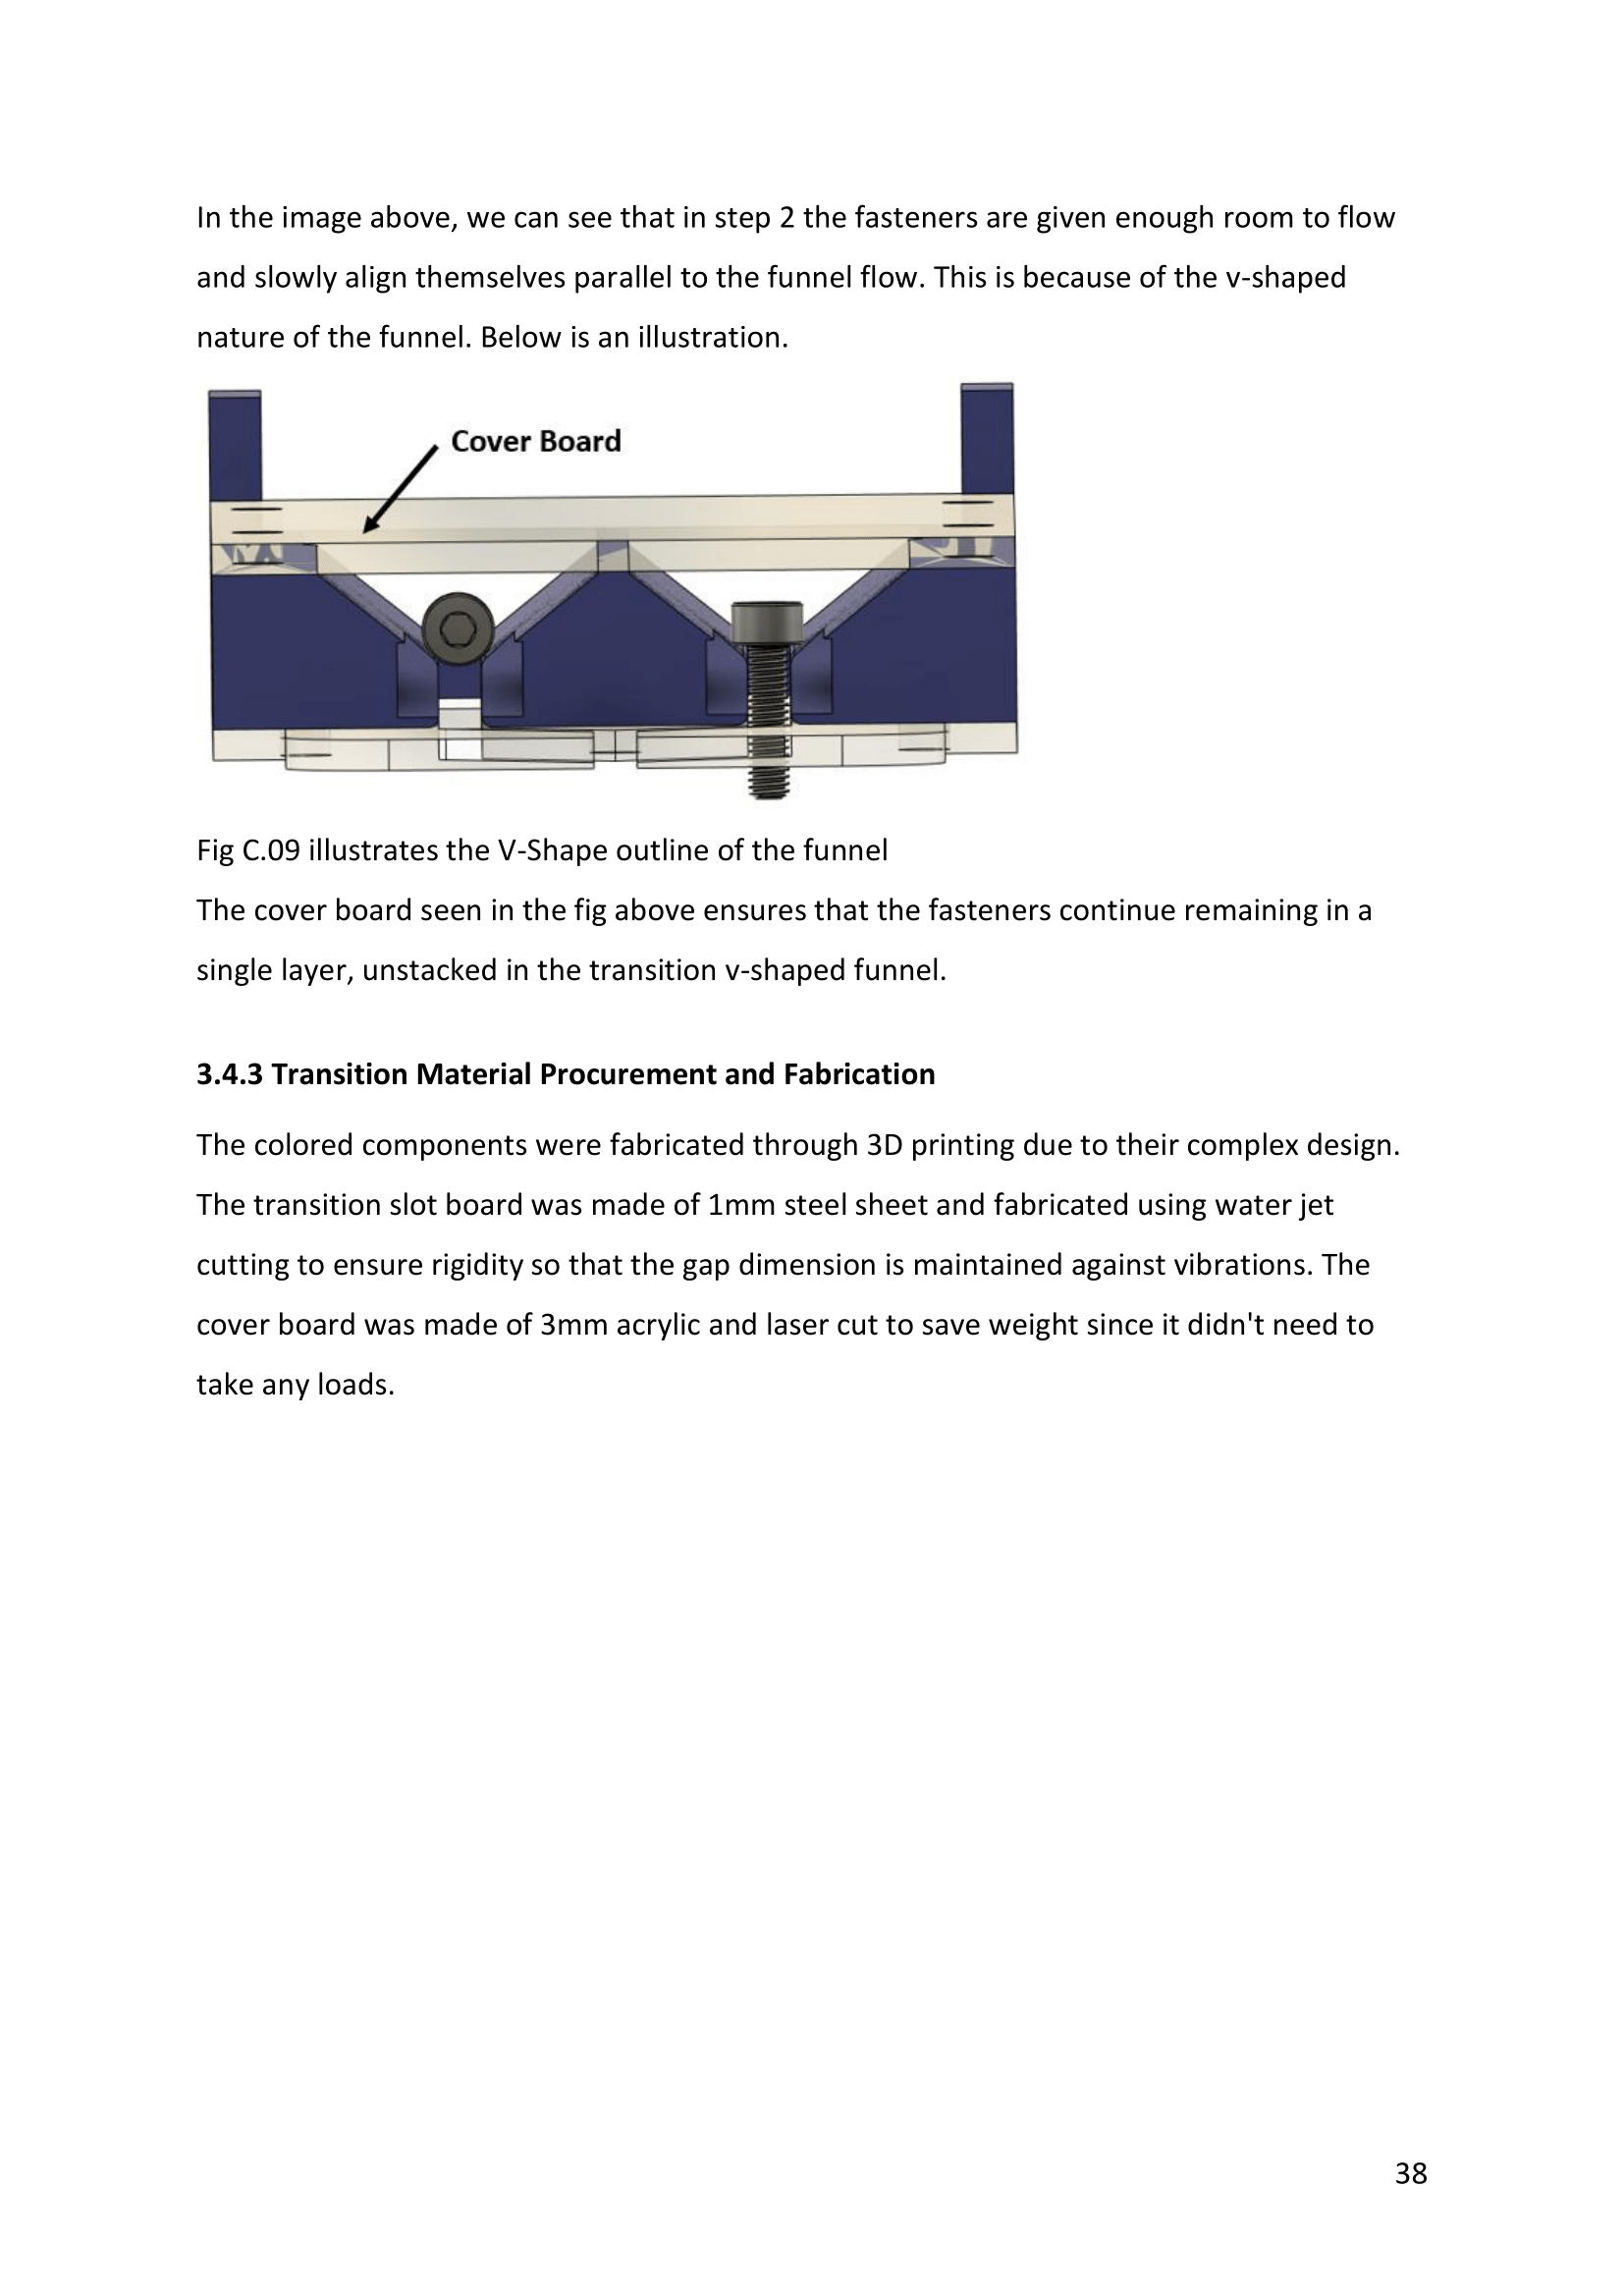 In the image above, we can see that in step 2 the fasteners are given enough room to flow
and slowly align themselves parallel to the funnel flow. This is because of the v-shaped
nature of the funnel. Below is an illustration.
Cover Board
Fig C.09 illustrates the V-Shape outline of the funnel
The cover board seen in the fig above ensures that the fasteners continue remaining in a
single layer, unstacked in the transition v-shaped funnel.
3.4.3 Transition Material Procurement and Fabrication
The colored components were fabricated through 3D printing due to their complex design.
The transition slot board was made of 1mm steel sheet and fabricated using water jet
cutting to ensure rigidity so that the gap dimension is maintained against vibrations. The
cover board was made of 3mm acrylic and laser cut to save weight since it didn't need to
take any loads.
38